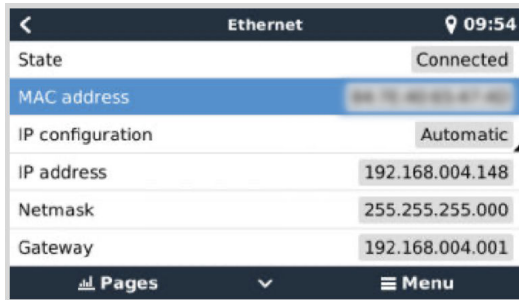 Ethernet 09:54
State Connected
MAC address
IP configuration Automatic
IP address 192.168.004.148
Netmask 255.255.255.000
Gateway 192.168.004.001
Pages Menu